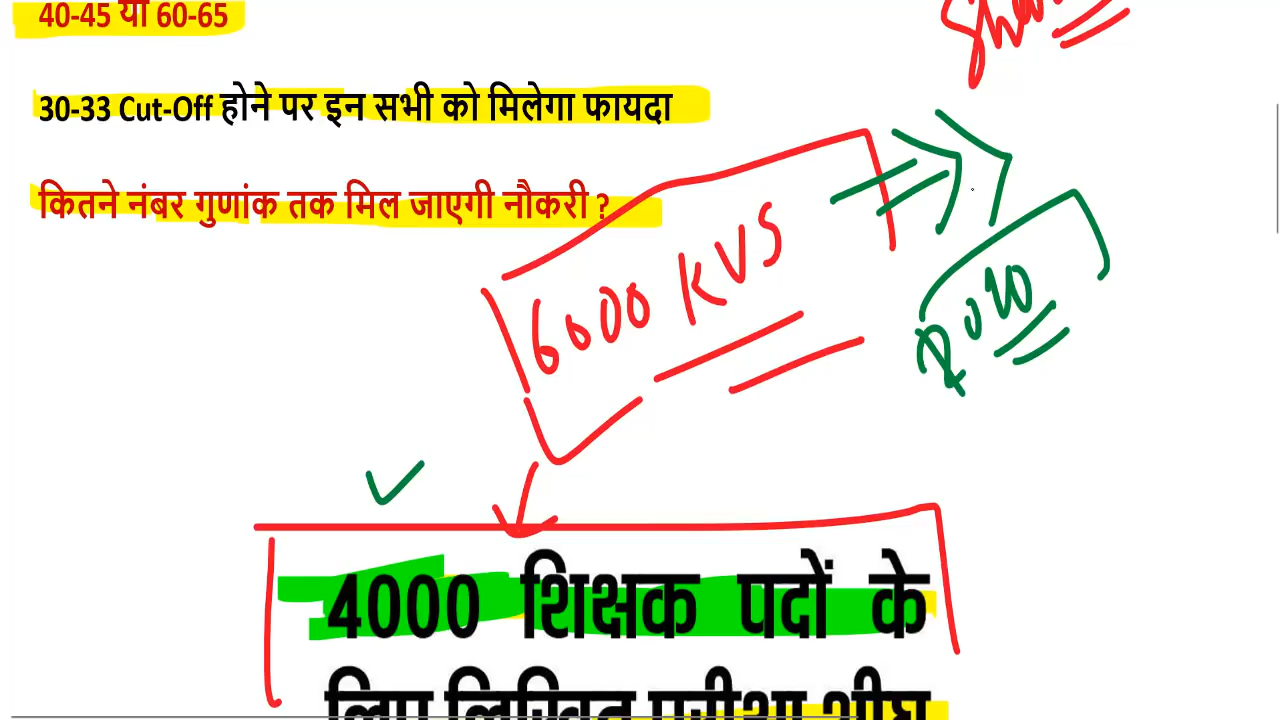 40-45 या 60-65
30-33 Cut-Off होने पर इन सभी को मिलेगा फायदा
कितने नंबर गुणांक तक मिल जाएगी नौकरी ?
6000 KVS
4000 शिक्षक पदों के
लिए लिखित परीक्षा शीघ्र